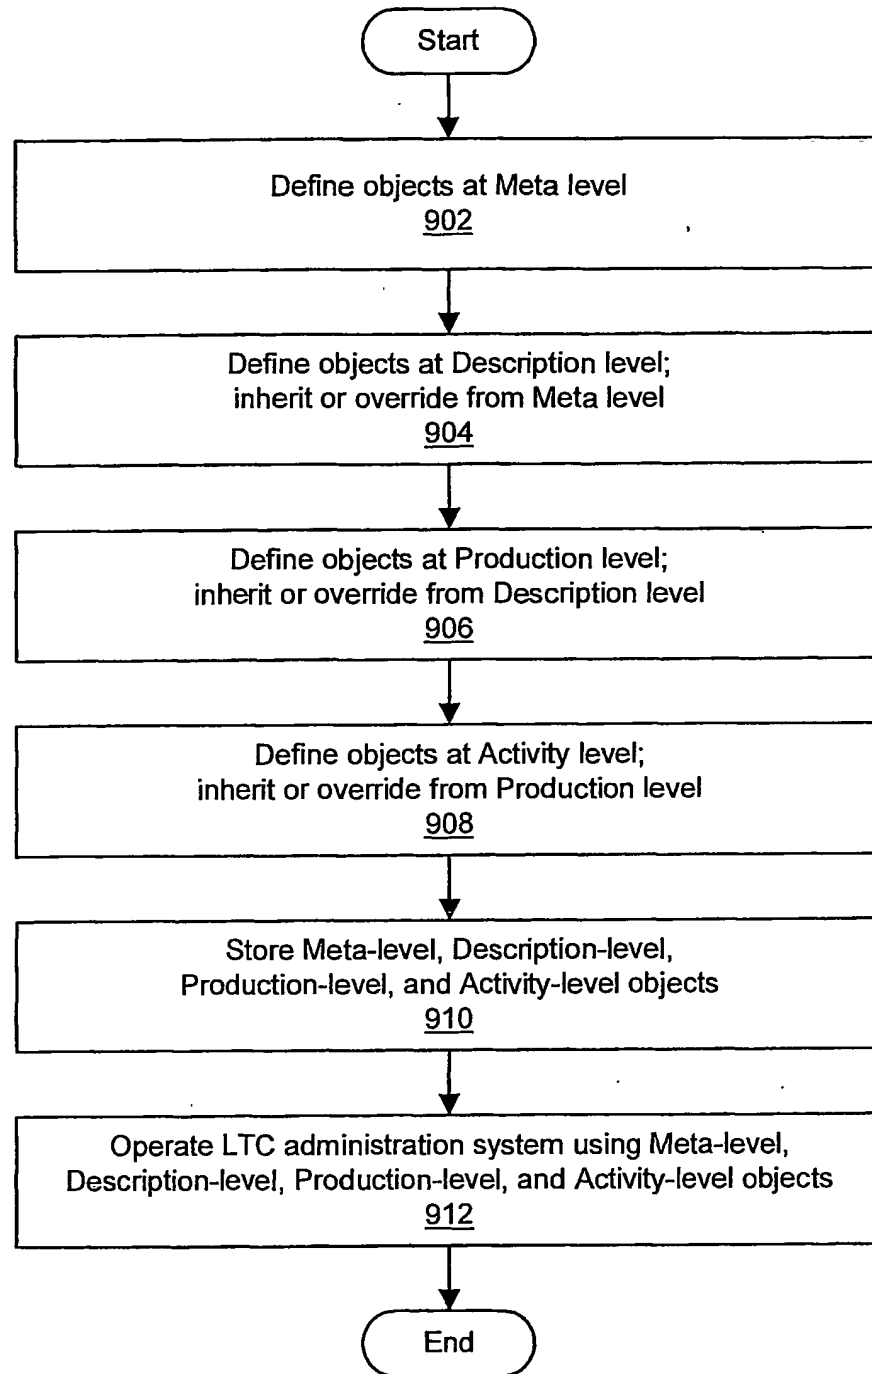 Start
Define objects at Meta level
902
Define objects at Description level;
inherit or override from Meta level
904
Define objects at Production level;
inherit or override from Description level
906
Define objects at Activity level;
inherit or override from Production level
908
Store Meta-level, Description-level,
Production-level, and Activity-level objects
910
Operate LTC administration system using Meta-level,
Description-level, Production-level, and Activity-level objects
912
End